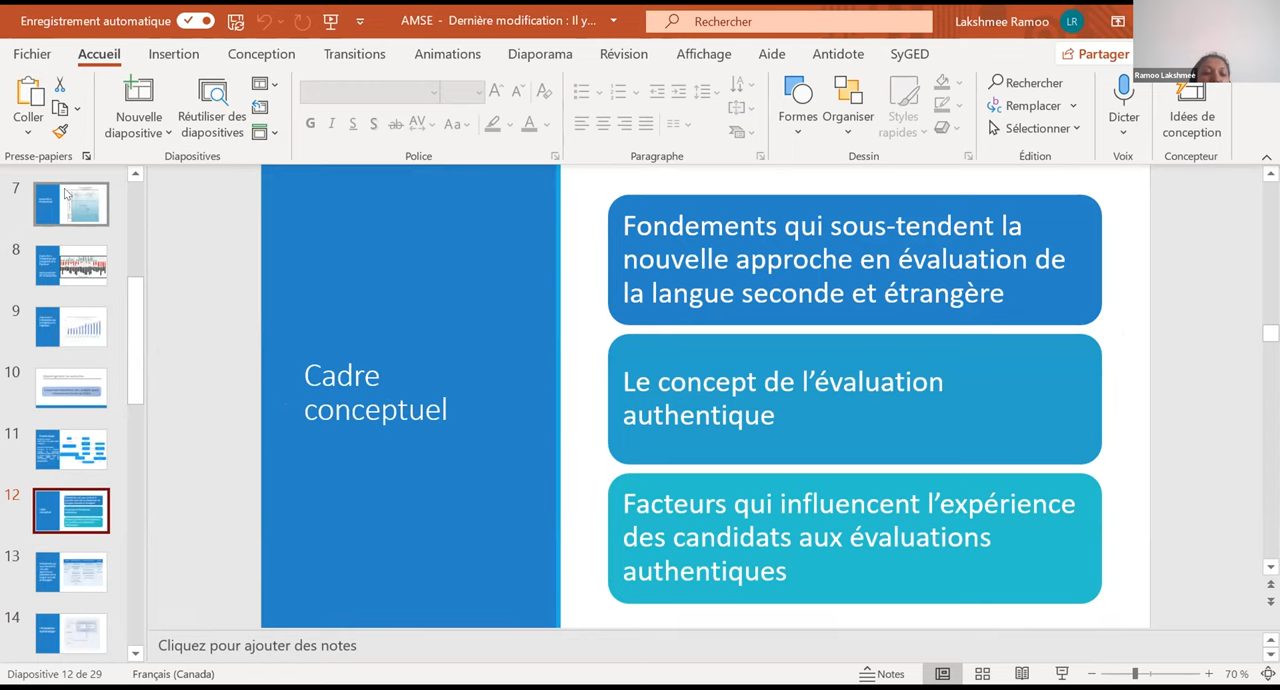 Enregistrement automatique
AMSE - Dernière modification : Il y...
Rechercher
Lakshmee Ramoo
LR
Fichier
Accueil
Insertion
Conception
Transitions
Animations
Diaporama
Révision
Affichage
Aide
Antidote
SyGED
Partager
Ramoo Lakshmee
Coller
Nouvelle
diapositive
Réutiliser des
diapositives
G I S S ab AV Aa
A
Formes
Organiser
Styles
rapides
Rechercher
Remplacer
Sélectionner
Dicter
Idées de
conception
Presse-papiers
Diapositives
Police
Paragraphe
Dessin
Édition
Voix
Concepteur
7
8
9
10
11
12
13
14
Cadre
conceptuel
Fondements qui sous-tendent la
nouvelle approche en évaluation de
la langue seconde et étrangère
Le concept de l’évaluation
authentique
Facteurs qui influencent l’expérience
des candidats aux évaluations
authentiques
Cliquez pour ajouter des notes
Diapositive 12 de 29
Français (Canada)
Notes
70 %